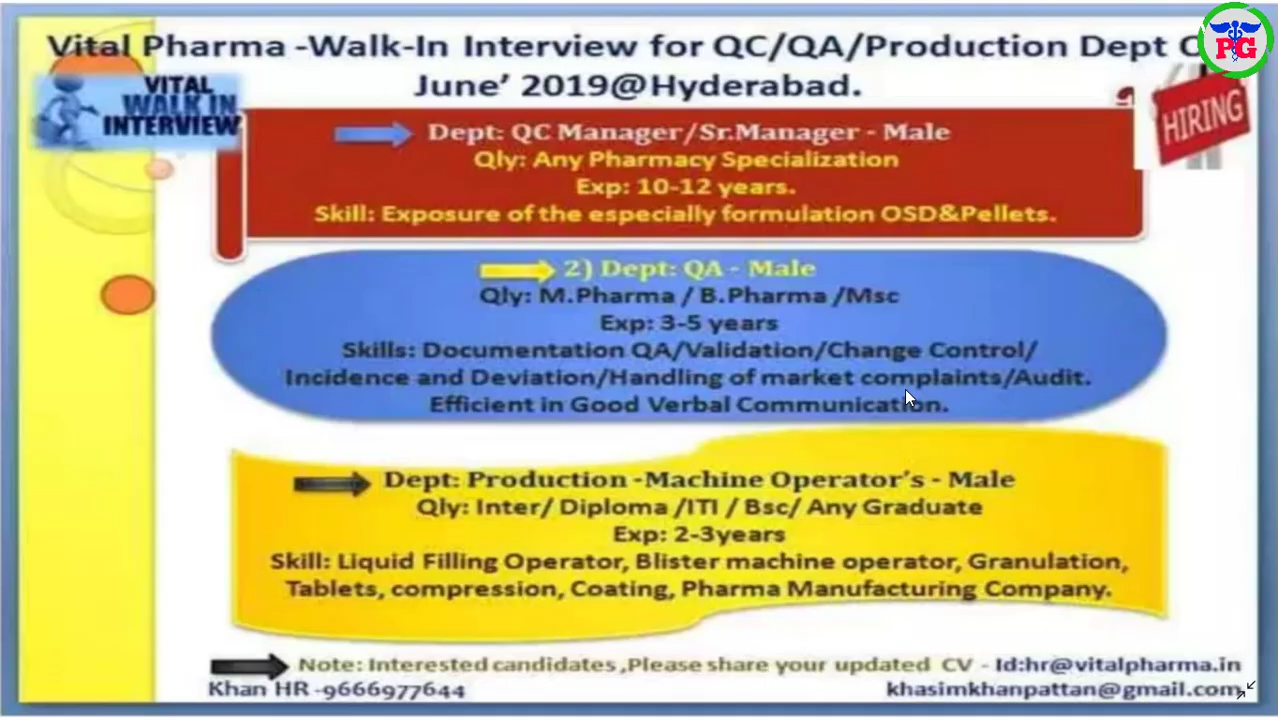 Vital Pharma -Walk-In Interview for QC/QA/Production Dept
June’ 2019@Hyderabad.
PG
VITAL
WALK IN
INTERVIEW
HIRING
Dept: QC Manager/Sr.Manager - Male
Qly: Any Pharmacy Specialization
Exp: 10-12 years.
Skill: Exposure of the especially formulation OSD&Pellets.
2) Dept: QA - Male
Qly: M.Pharma / B.Pharma /Msc
Exp: 3-5 years
Skills: Documentation QA/Validation/Change Control/
Incidence and Deviation/Handling of market complaints/Audit.
Efficient in Good Verbal Communication.
Dept: Production -Machine Operator’s - Male
Qly: Inter/ Diploma /ITI / Bsc/ Any Graduate
Exp: 2-3years
Skill: Liquid Filling Operator, Blister machine operator, Granulation,
Tablets, compression, Coating, Pharma Manufacturing Company.
Note: Interested candidates ,Please share your updated CV - Id:hr@vitalpharma.in
Khan HR -9666977644 khasimkhanpattan@gmail.com